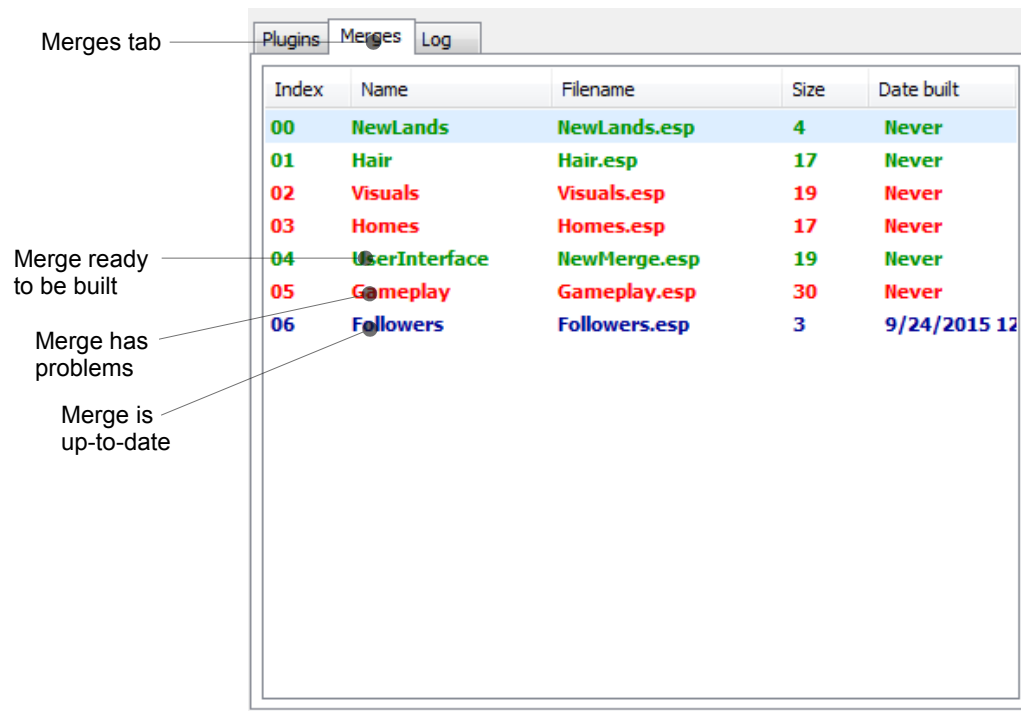 Merges tab
Plugins Merges Log
Index Name Filename Size Date built
00 NewLands NewLands.esp 4 Never
01 Hair Hair.esp 17 Never
02 Visuals Visuals.esp 19 Never
03 Homes Homes.esp 17 Never
Merge ready
to be built
04 UserInterface NewMerge.esp 19 Never
05 Gameplay Gameplay.esp 30 Never
Merge has
problems
06 Followers Followers.esp 3 9/24/2015 12
Merge is
up-to-date